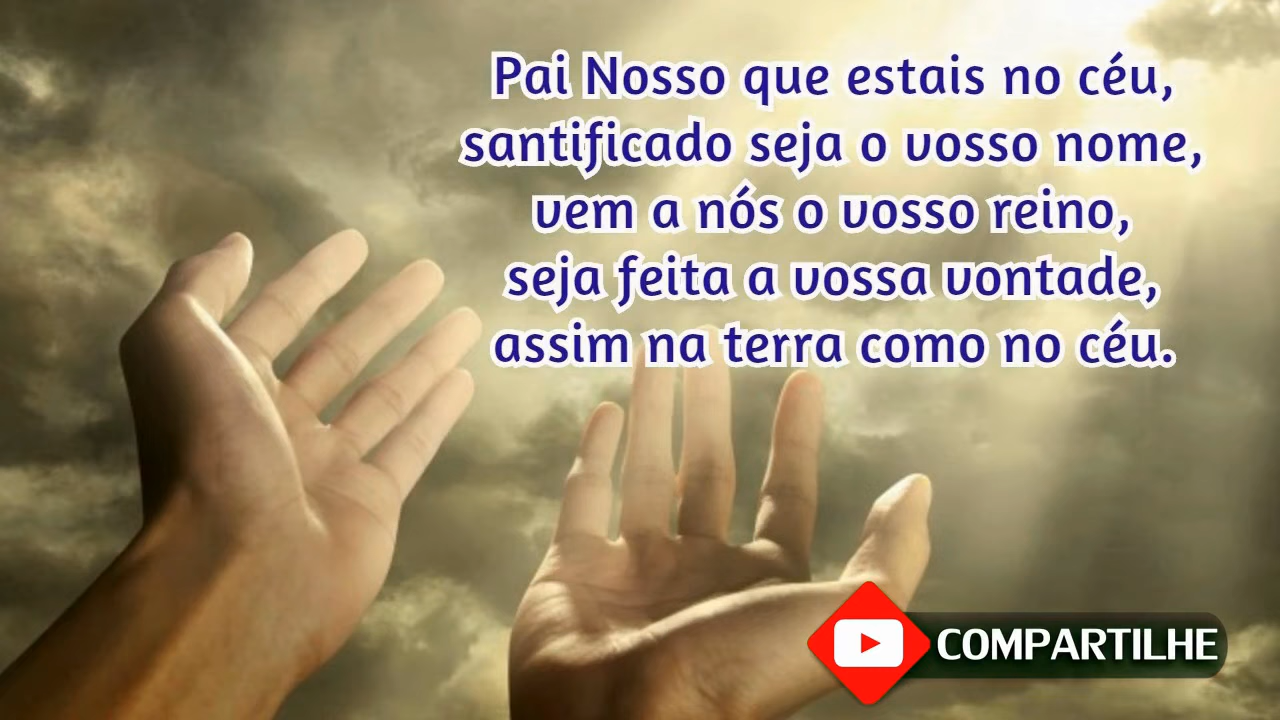 Pai Nosso que estais no céu,
santificado seja o vosso nome,
vem a nós o vosso reino,
seja feita a vossa vontade,
assim na terra como no céu.
COMPARTILHE